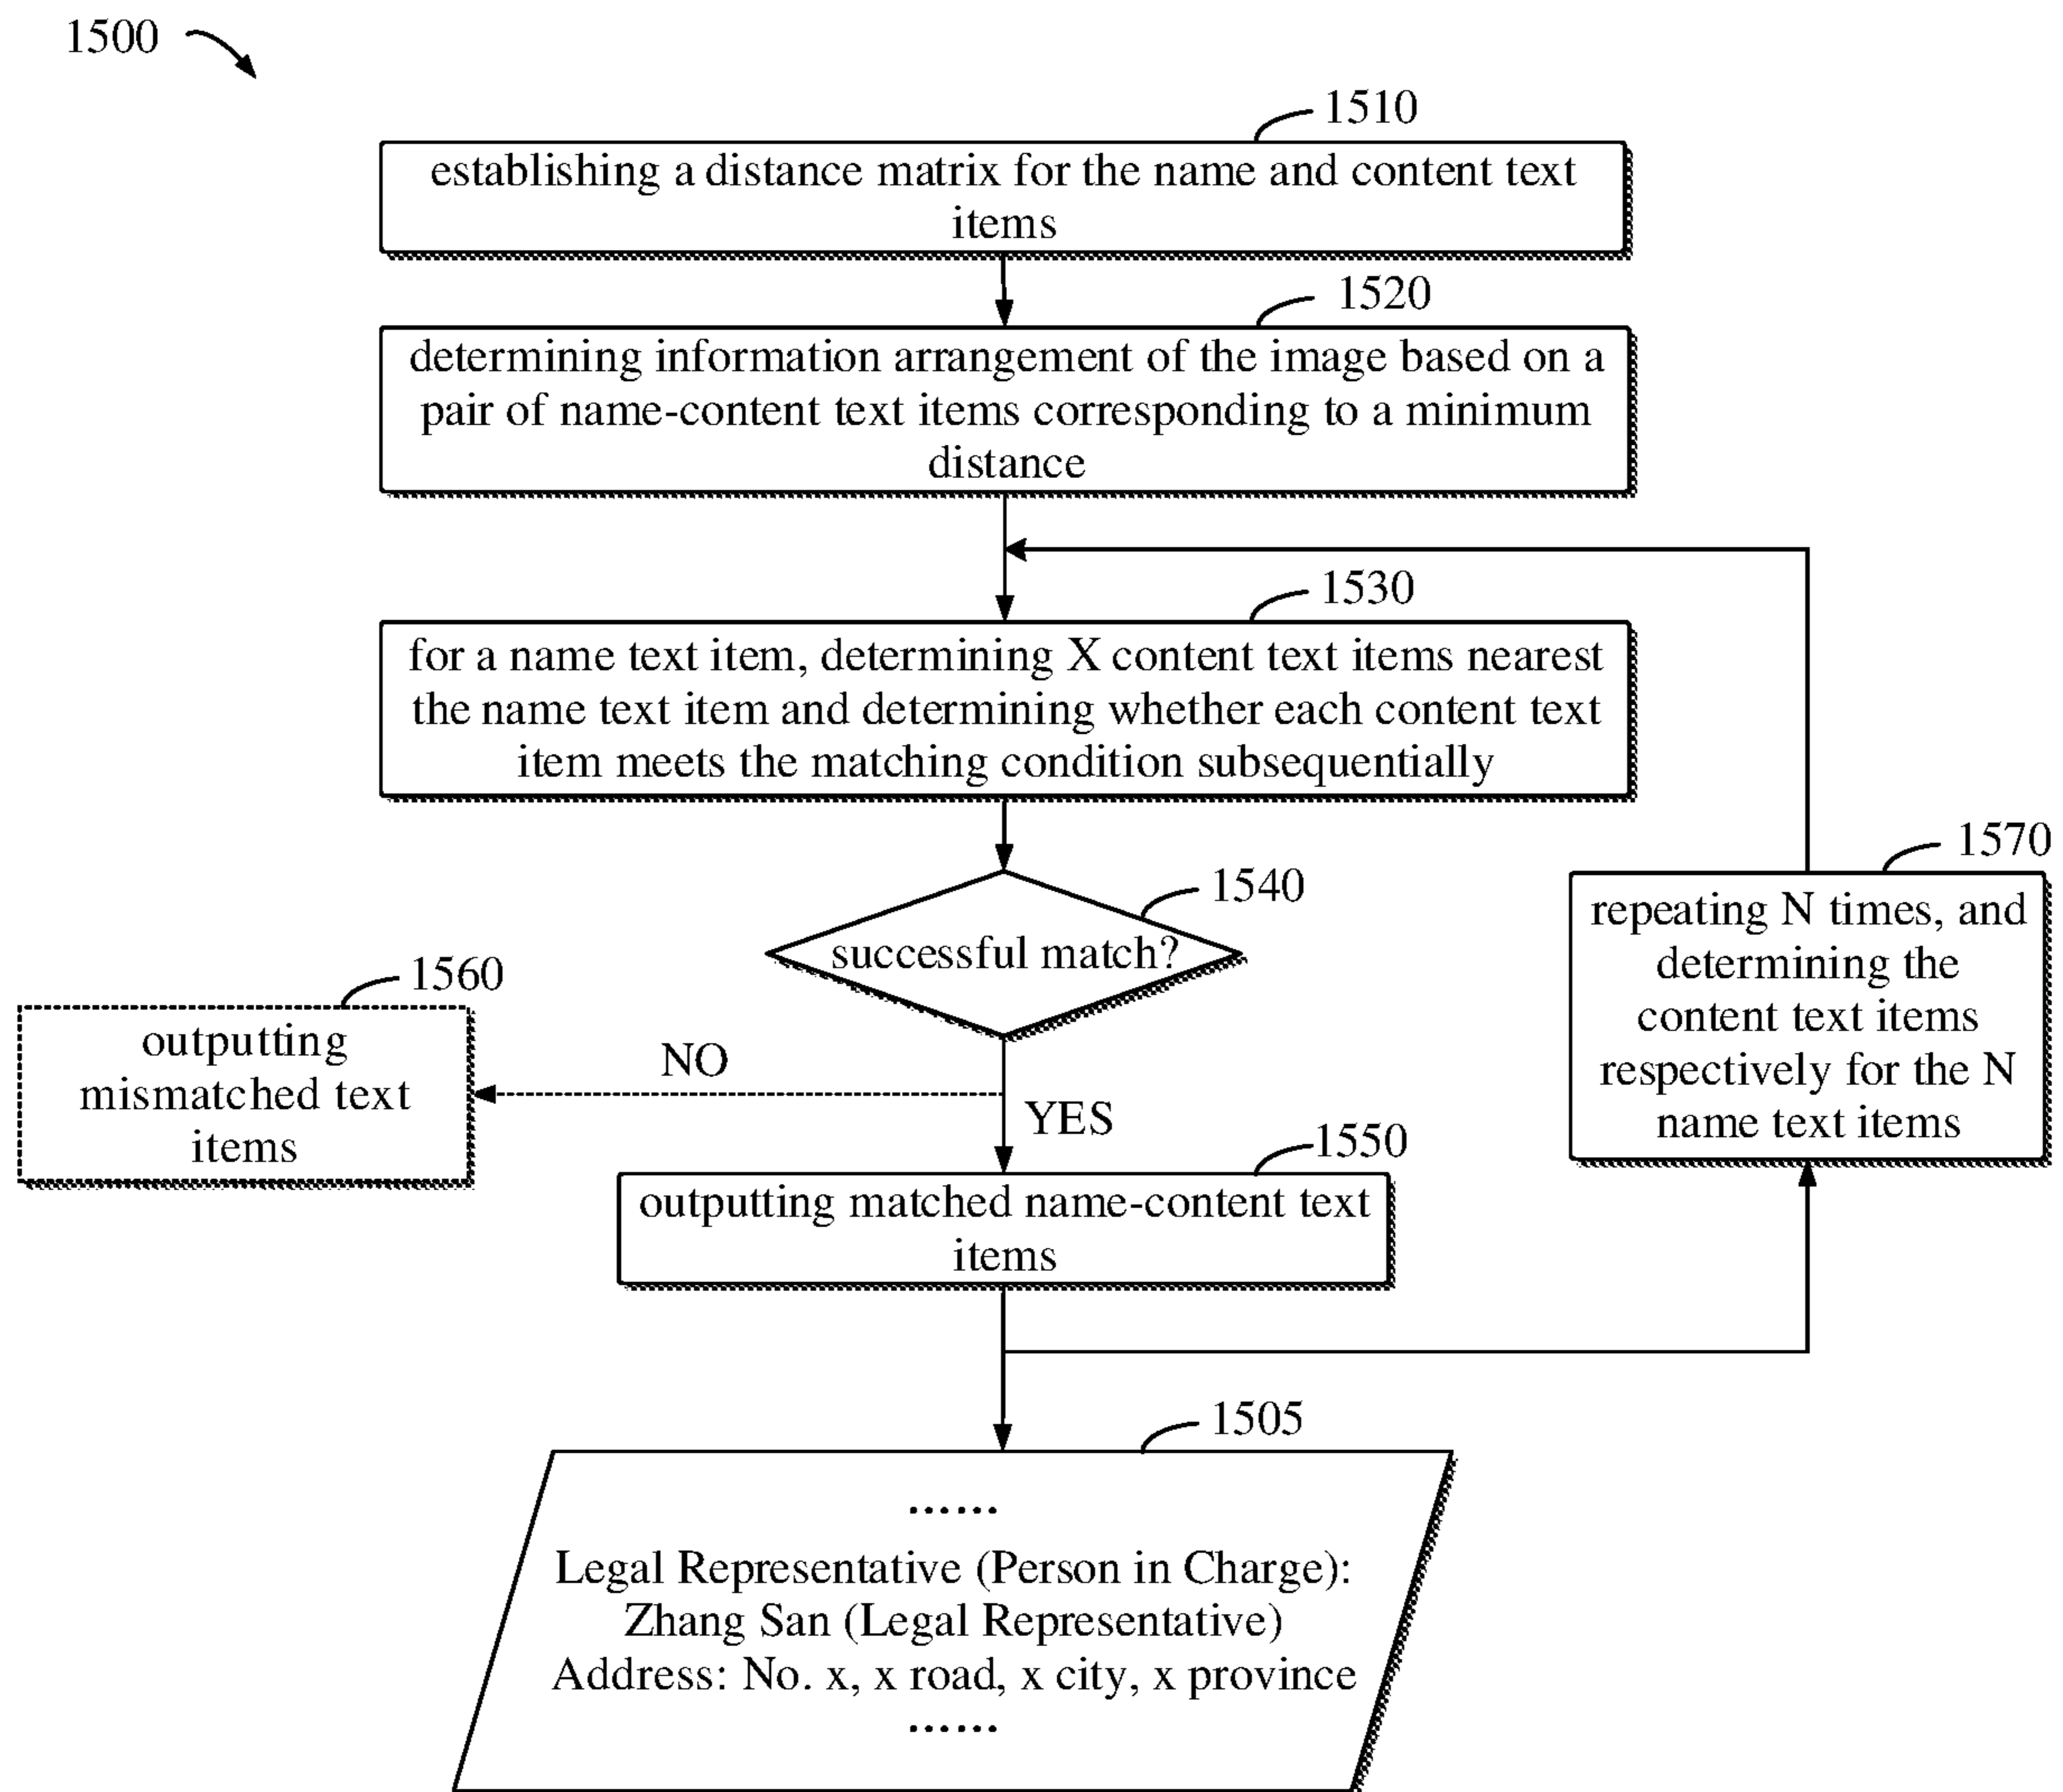 1500
1510
establishing a distance matrix for the name and content text
items
1520
determining information arrangement of the image based on a
pair of name-content text items corresponding to a minimum
distance
1530
for a name text item, determining X content text items nearest
the name text item and determining whether each content text
item meets the matching condition subsequentially
1540
successful match?
1570
repeating N times, and
determining the
content text items
respectively for the N
name text items
1560
outputting
mismatched text
items
NO
YES
1550
outputting matched name-content text
items
1505
......
Legal Representative (Person in Charge):
Zhang San (Legal Representative)
Address: No. x, x road, x city, x province
......